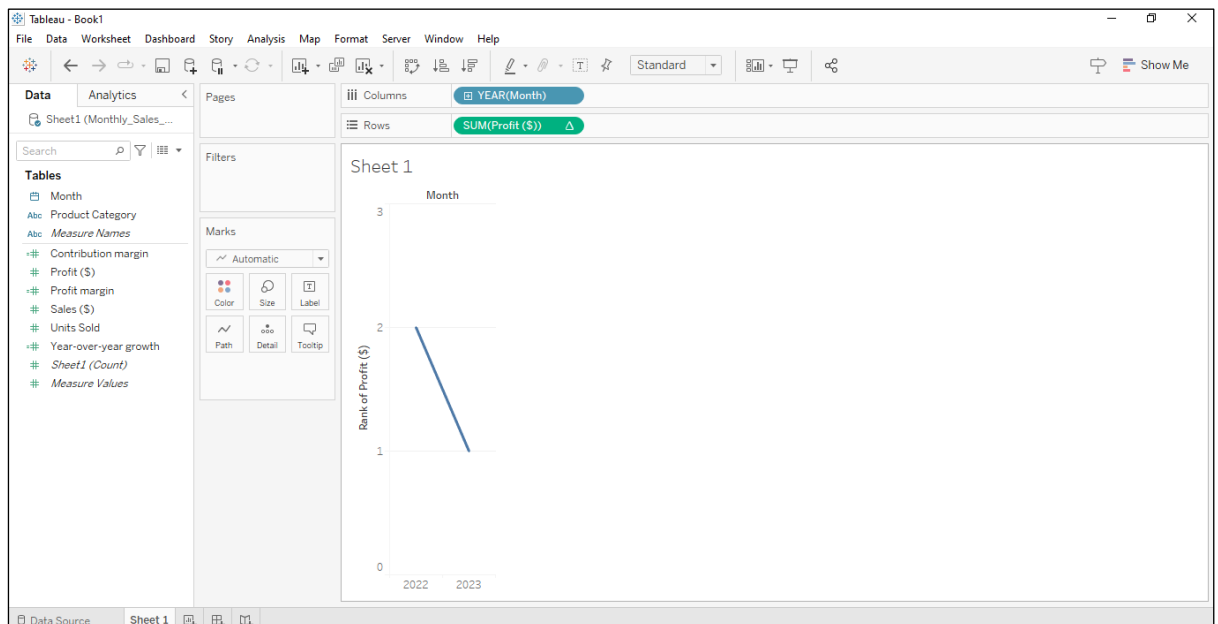 Tableau - Book1
File Data Worksheet Dashboard Story Analysis Map Format Server Window Help
Standard
Show Me
Data Analytics
Sheet1 (Monthly_Sales_...
Search
Tables
Month
Abc Product Category
Abc Measure Names
Contribution margin
Profit ($)
Profit margin
Sales ($)
Units Sold
Year-over-year growth
Sheet1 (Count)
Measure Values
Pages
Filters
Marks
Automatic
Color Size Label
Path Detail Tooltip
Columns YEAR(Month)
Rows SUM(Profit ($)) Δ
Sheet 1
Month
3
2
1
0
Rank of Profit ($)
2022 2023
Data Source Sheet 1